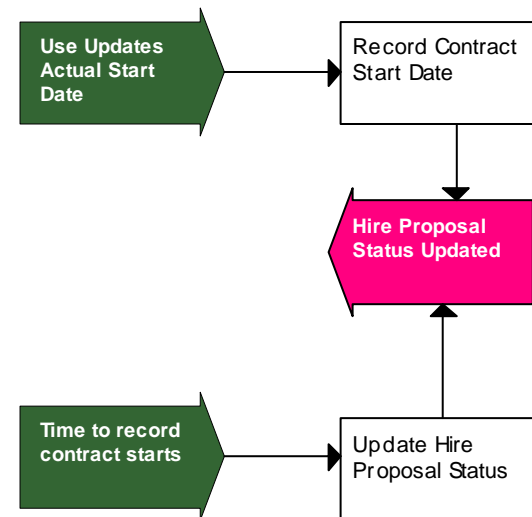 Use Updates
Actual Start
Date
Record Contract
Start Date
Hire Proposal
Status Updated
Time to record
contract starts
Update Hire
Proposal Status